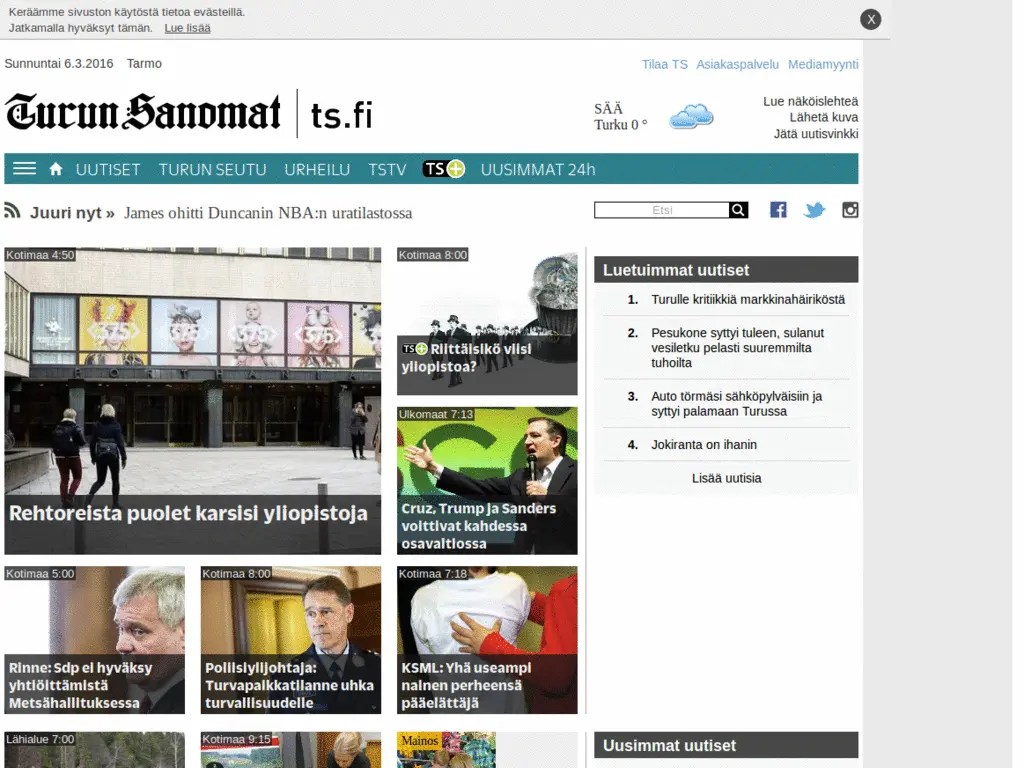 Keräämme sivuston käytöstä tietoa evästeillä.
Jatkamalla hyväksyt tämän. Lue lisää
X
Sunnuntai 6.3.2016 Tarmo
Tilaa TS Asiakaspalvelu Mediamyynti
Turun Sanomat ts.fi
SÄÄ
Turku 0 °
Lue näköislehteä
Lähetä kuva
Jätä uutisvinkki
UUTISET TURUN SEUTU URHEILU TSTV TS+ UUSIMMAT 24h
Juuri nyt » James ohitti Duncanin NBA:n uratilastossa
Etsi
Kotimaa 4:50
375 375 375 375
Rehtoreista puolet karsisi yliopistoja
Kotimaa 8:00
TS+ Riittäisikö viisi
yliopistoa?
Ulkomaat 7:13
Cruz, Trump ja Sanders
voittivat kahdessa
osavaltiossa
Luetuimmat uutiset
1. Turulle kritiikkiä markkinahäiriköstä
2. Pesukone syttyi tuleen, sulanut
vesiletku pelasti suuremmilta
tuhoilta
3. Auto törmäsi sähköpylväisiin ja
syttyi palamaan Turussa
4. Jokiranta on ihanin
Lisää uutisia
Kotimaa 5:00
Rinne: Sdp ei hyväksy
yhtiöittämistä
Metsähallituksessa
Kotimaa 8:00
Poliisiylijohtaja:
Turvapaikkatilanne uhka
turvallisuudelle
Kotimaa 7:18
KSML: Yhä useampi
nainen perheensä
pääelättäjä
Lähialue 7:00
Kotimaa 9:15
Mainos
Uusimmat uutiset